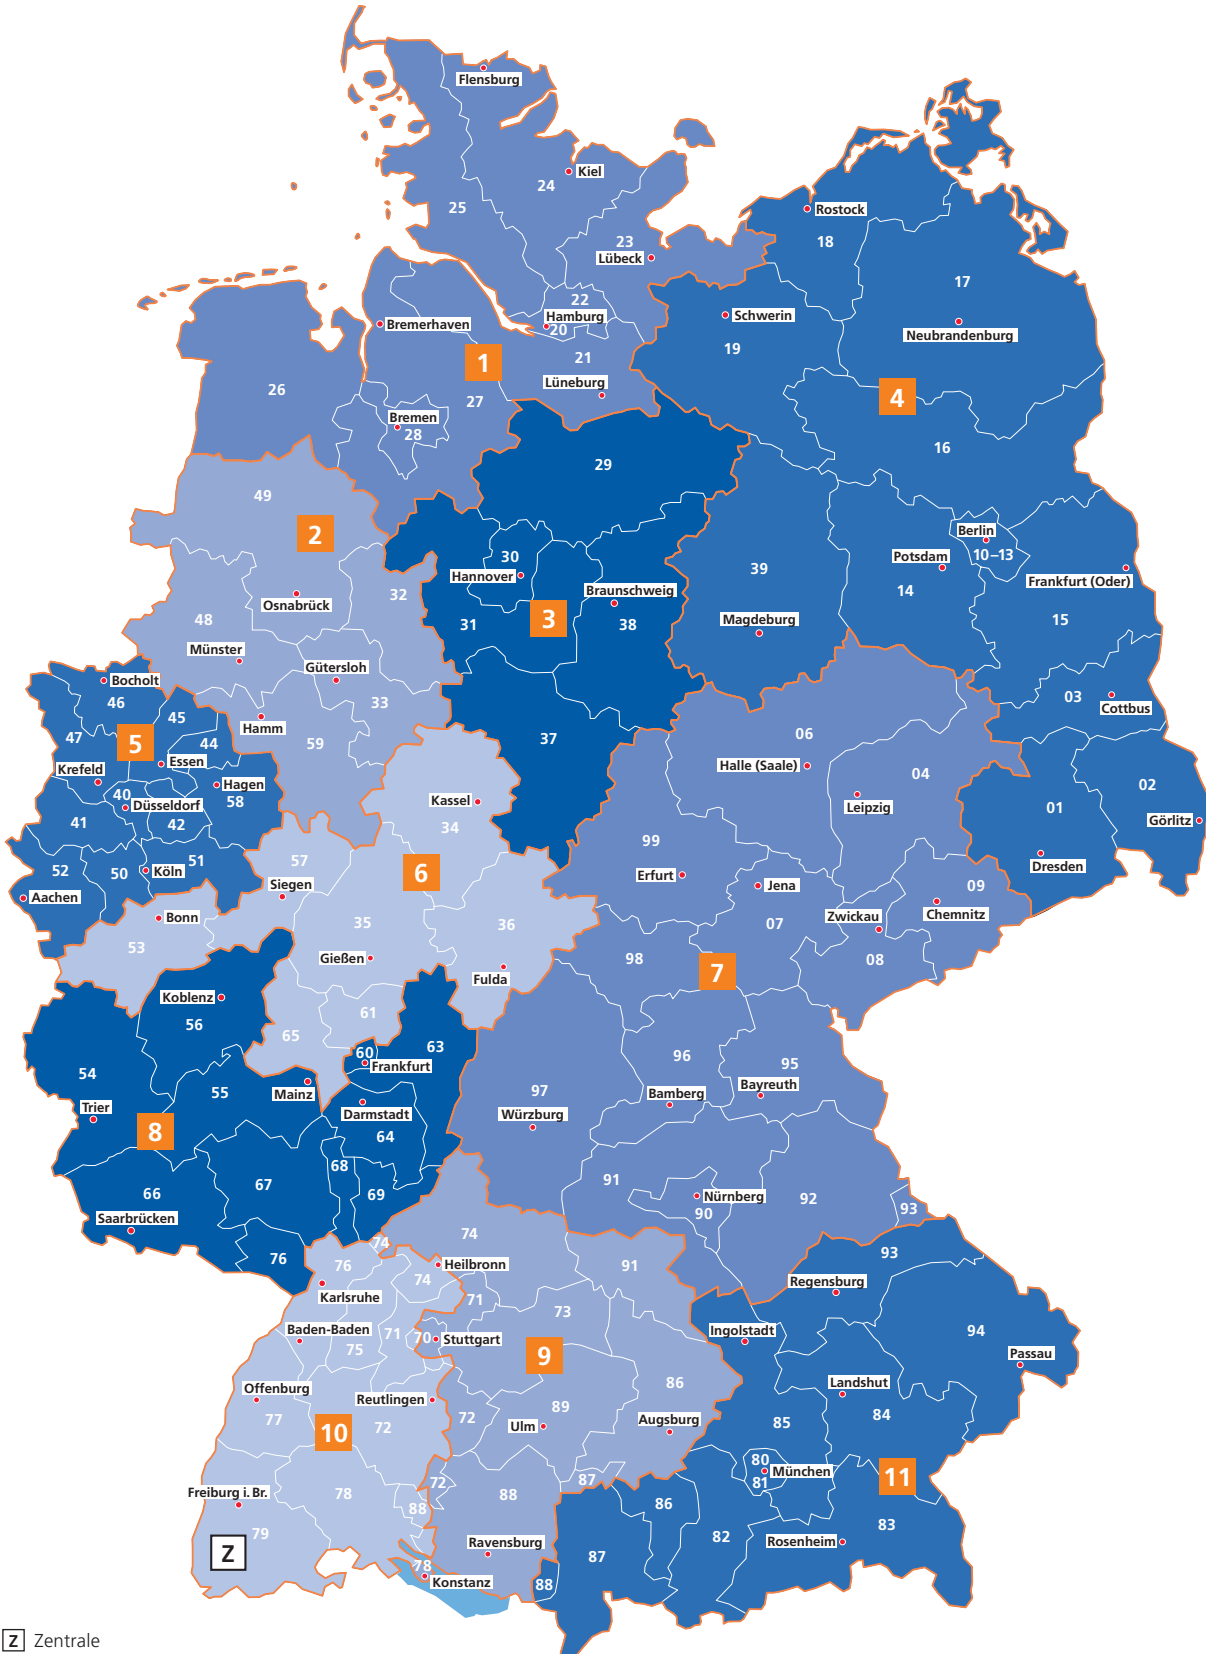 Flensburg
Kiel
24
25
Rostock
23
18
Lübeck
17
22
Hamburg
20
Schwerin
Bremerhaven
Neubrandenburg
19
21
1
Lüneburg
26
4
27
Bremen
28
16
29
49
2
Berlin
30
10–13
Potsdam
Hannover
39
Frankfurt (Oder)
Braunschweig
14
32
Osnabrück
3
48
31
38
Magdeburg
15
Münster
Gütersloh
Bocholt
46
33
03
Cottbus
45
Hamm
47
5
44
59
37
06
Essen
Krefeld
Halle (Saale)
04
Hagen
02
40
58
Düsseldorf
Kassel
Leipzig
01
41
42
34
Görlitz
99
57
51
52
50
Köln
6
Erfurt
Dresden
Siegen
Jena
09
Aachen
Bonn
35
36
07
Zwickau
Chemnitz
53
Gießen
98
08
7
Fulda
Koblenz
61
56
65
63
60
Frankfurt
96
95
54
55
Mainz
97
Bamberg
Bayreuth
Trier
Darmstadt
Würzburg
8
64
68
91
67
69
66
Nürnberg
92
90
93
Saarbrücken
74
74
93
76
76
Heilbronn
91
74
Regensburg
Karlsruhe
71
73
Baden-Baden
71
70
Stuttgart
Ingolstadt
94
75
9
Passau
86
Offenburg
Reutlingen
Landshut
89
77
72
72
Ulm
Augsburg
85
84
10
80
München
87
81
11
72
Freiburg i. Br.
78
88
88
86
79
83
82
Ravensburg
Rosenheim
Z
87
78
Konstanz
88
Z Zentrale